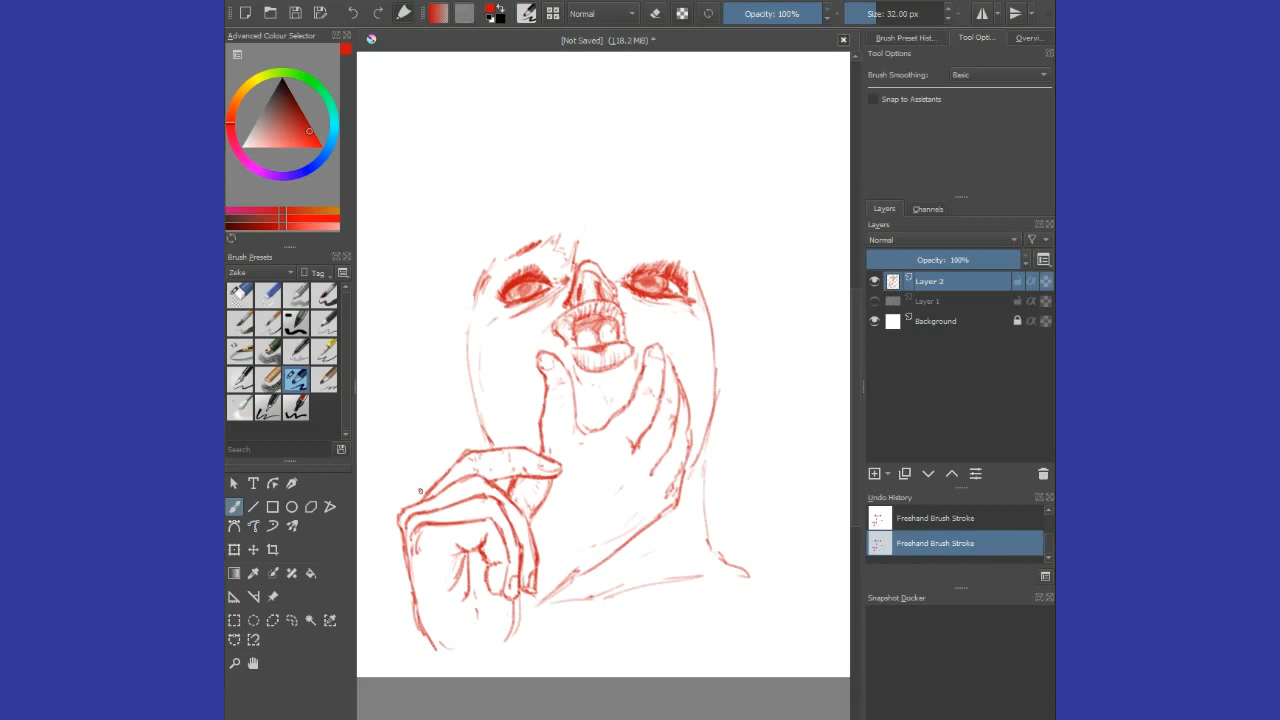 Normal
Opacity: 100%
Size: 32.00 px
Advanced Colour Selector
[Not Saved] (118.2 MiB) *
Brush Preset Hist...
Tool Opti...
Overvi...
Tool Options
Brush Smoothing:
Basic
Snap to Assistants
Layers
Channels
Layers
Normal
Opacity: 100%
Layer 2
Layer 1
Background
Brush Presets
Zeke
Tag
Search
Undo History
Freehand Brush Stroke
Freehand Brush Stroke
Snapshot Docker